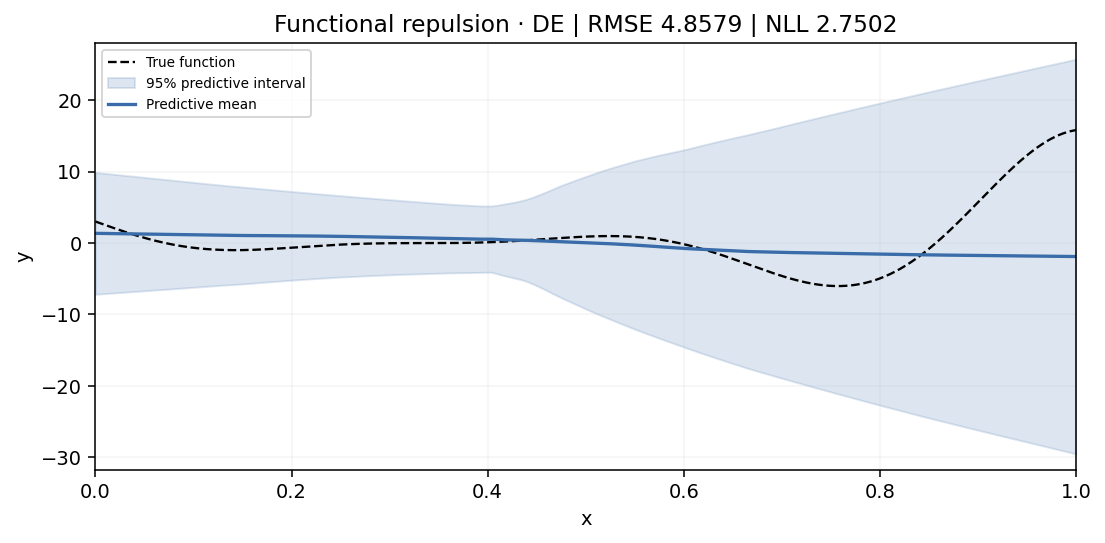 Functional repulsion · DE | RMSE 4.8579 | NLL 2.7502
True function
95% predictive interval
Predictive mean
20
10
0
−10
−20
−30
y
0.0 0.2 0.4 0.6 0.8 1.0
x